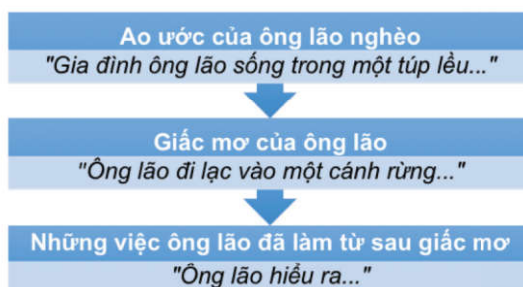 Ao ước của ông lão nghèo
"Gia đình ông lão sống trong một túp lều..."
Giấc mơ của ông lão
"Ông lão đi lạc vào một cánh rừng..."
Những việc ông lão đã làm từ sau giấc mơ
"Ông lão hiểu ra..."